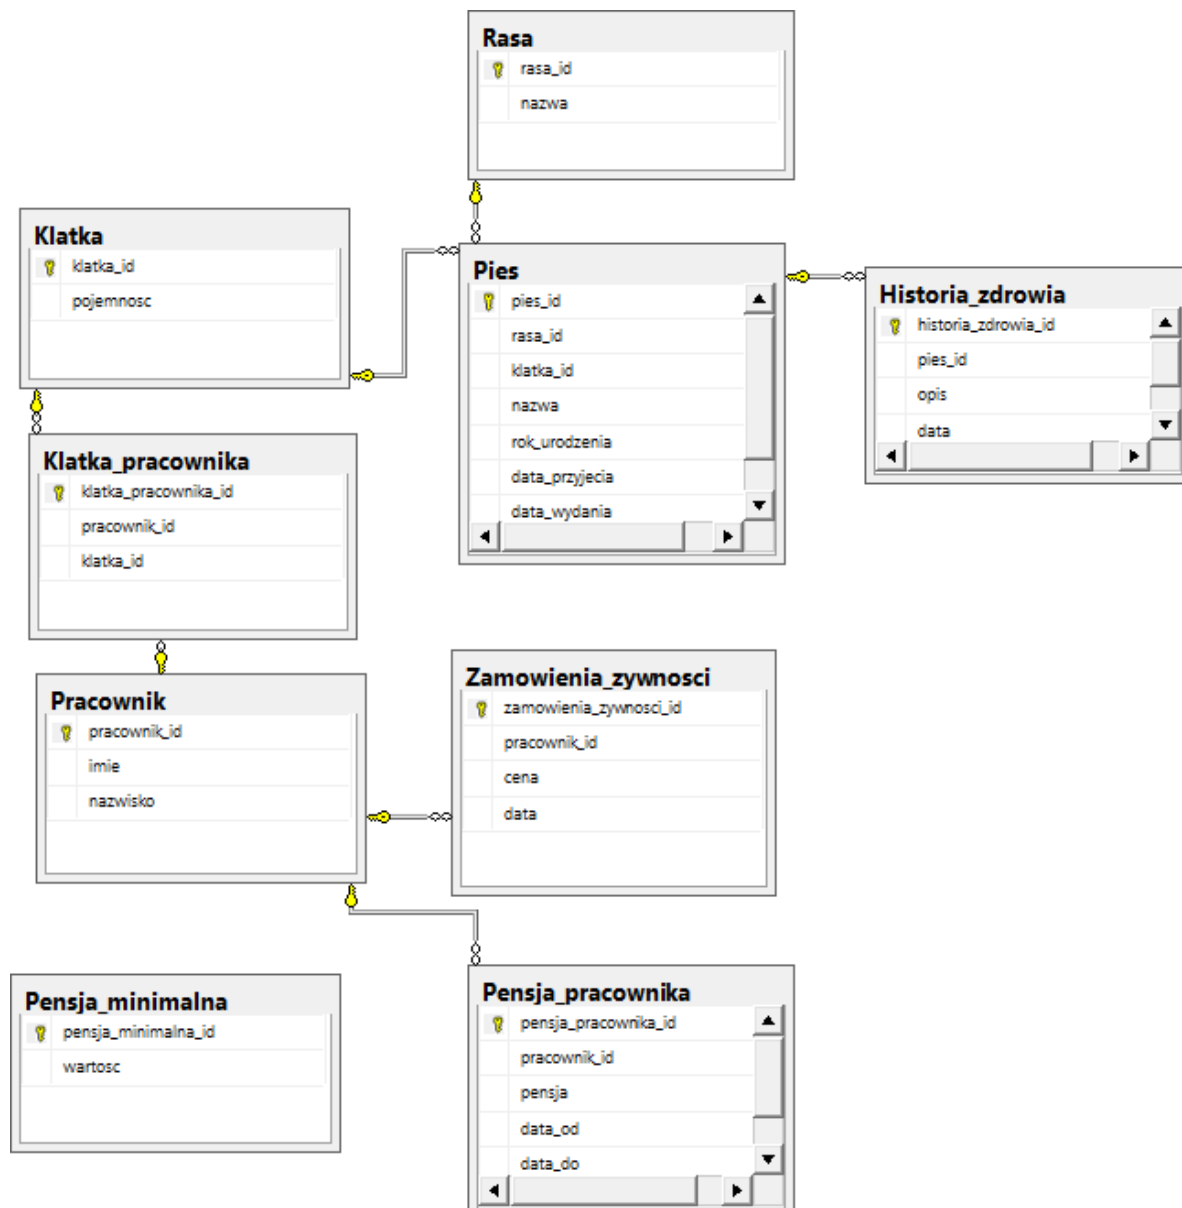 Rasa
rasa_id
nazwa
Klatka
klatka_id
pojemnosc
Pies
pies_id
rasa_id
klatka_id
nazwa
rok_urodzenia
data_przyjecia
data_wydania
Historia_zdrowia
historia_zdrowia_id
pies_id
opis
data
Klatka_pracownika
klatka_pracownika_id
pracownik_id
klatka_id
Pracownik
pracownik_id
imie
nazwisko
Zamowienia_zywnosci
zamowienia_zywnosci_id
pracownik_id
cena
data
Pensja_minimalna
pensja_minimalna_id
wartosc
Pensja_pracownika
pensja_pracownika_id
pracownik_id
pensja
data_od
data_do